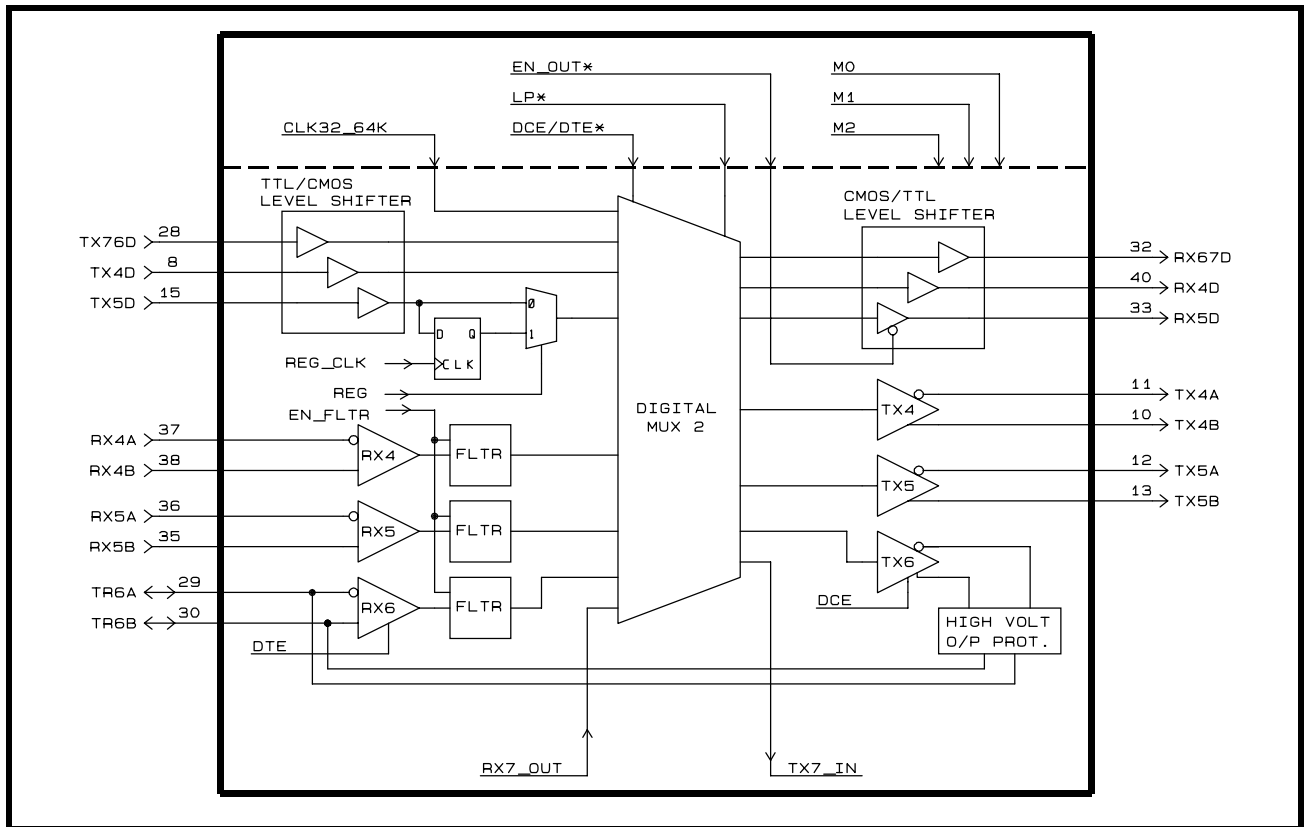 EN_OUT*
M0
LP*
M1
CLK32_64K
DCE/DTE*
M2
TTL/CMOS
LEVEL SHIFTER
CMOS/TTL
LEVEL SHIFTER
TX76D 28
TX4D 8
TX5D 15
32 RX67D
40 RX4D
33 RX5D
0
1
D Q
CLK
REG_CLK
REG
EN_FLTR
DIGITAL
MUX 2
RX4A 37
RX4B 38
RX4
FLTR
TX4
11 TX4A
10 TX4B
RX5A 36
RX5B 35
RX5
FLTR
TX5
12 TX5A
13 TX5B
TR6A 29
TR6B 30
RX6
FLTR
TX6
DTE
DCE
HIGH VOLT
O/P PROT.
RX7_OUT
TX7_IN